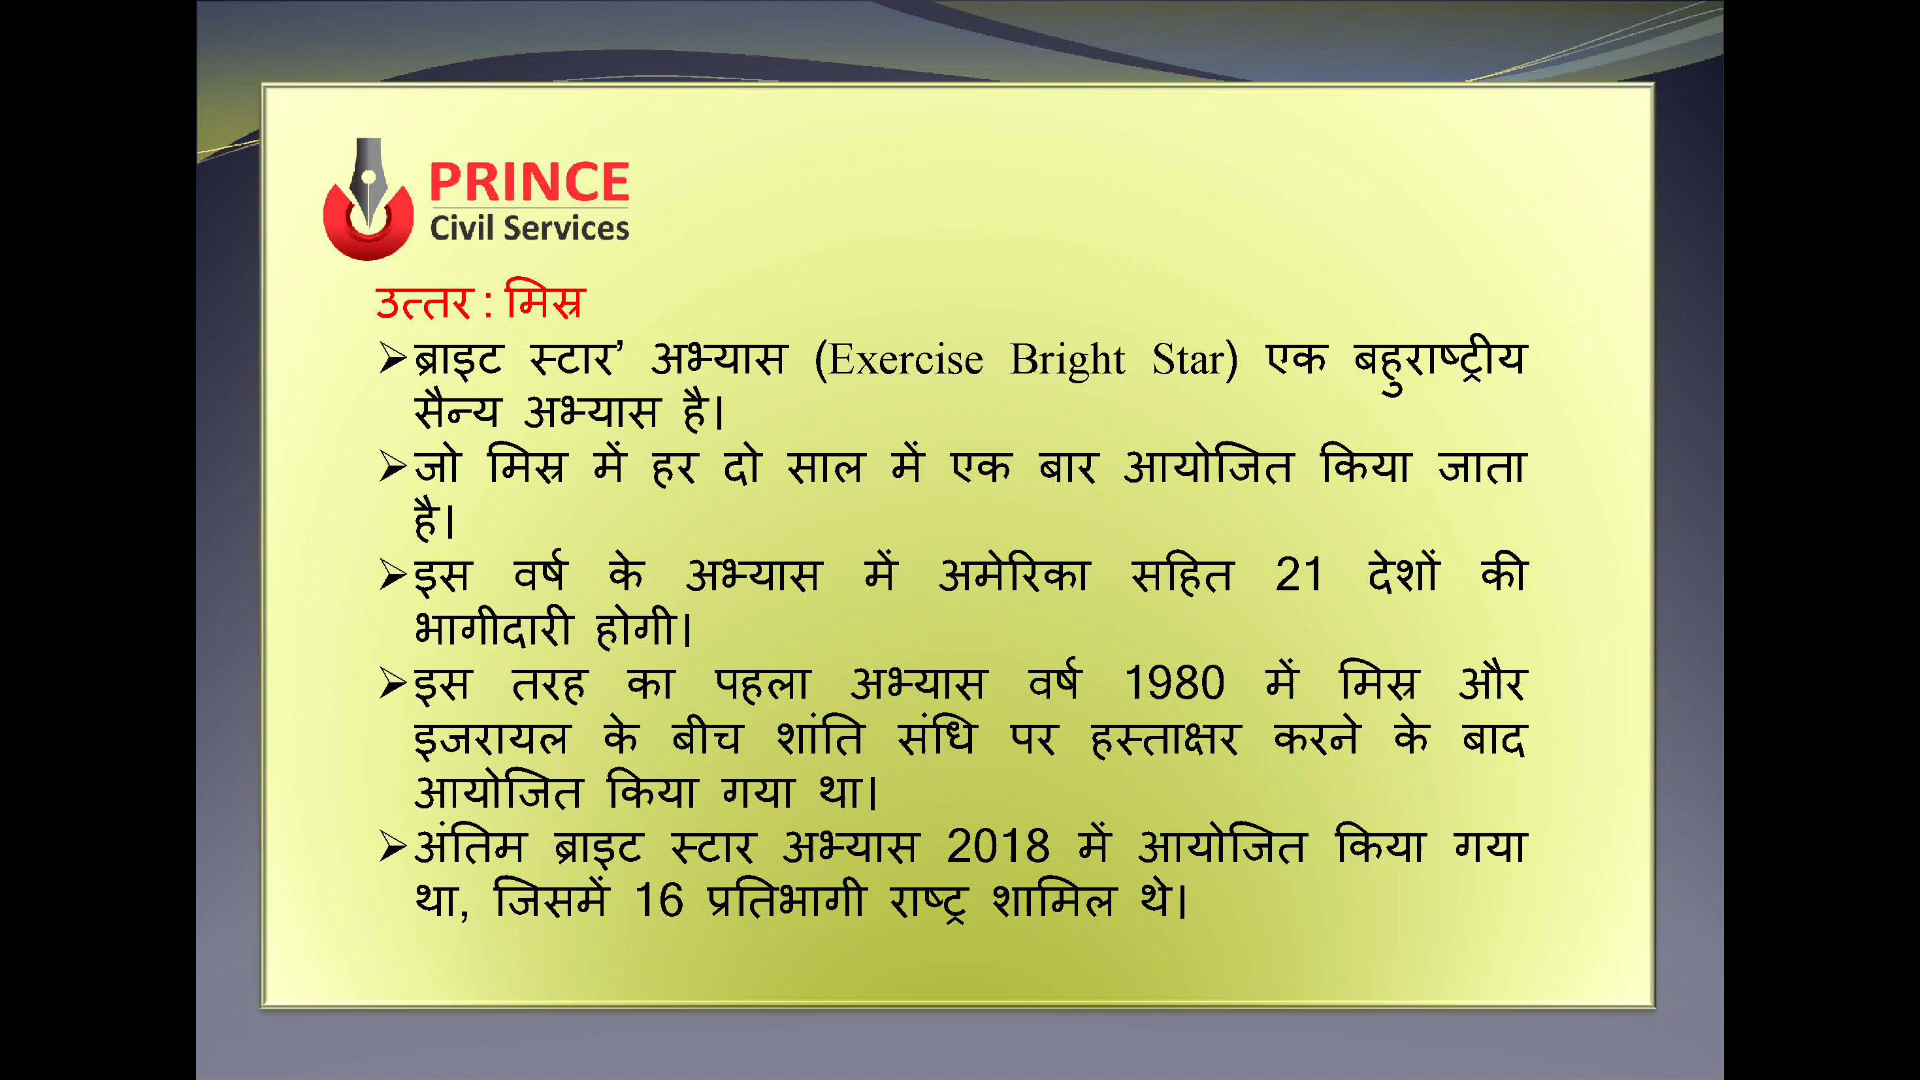 PRINCE
Civil Services
उत्तर : मिस्र
➢ब्राइट स्टार’ अभ्यास (Exercise Bright Star) एक बहुराष्ट्रीय
सैन्य अभ्यास है।
➢जो मिस्र में हर दो साल में एक बार आयोजित किया जाता
है।
➢इस वर्ष के अभ्यास में अमेरिका सहित 21 देशों की
भागीदारी होगी।
➢इस तरह का पहला अभ्यास वर्ष 1980 में मिस्र और
इजरायल के बीच शांति संधि पर हस्ताक्षर करने के बाद
आयोजित किया गया था।
➢अंतिम ब्राइट स्टार अभ्यास 2018 में आयोजित किया गया
था, जिसमें 16 प्रतिभागी राष्ट्र शामिल थे।